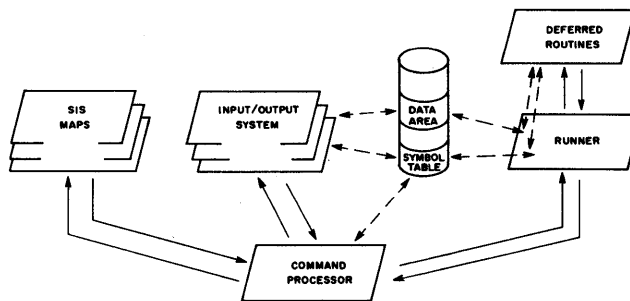 DEFERRED
ROUTINES
SIS
MAPS
INPUT/OUTPUT
SYSTEM
DATA
AREA
SYMBOL
TABLE
RUNNER
COMMAND
PROCESSOR